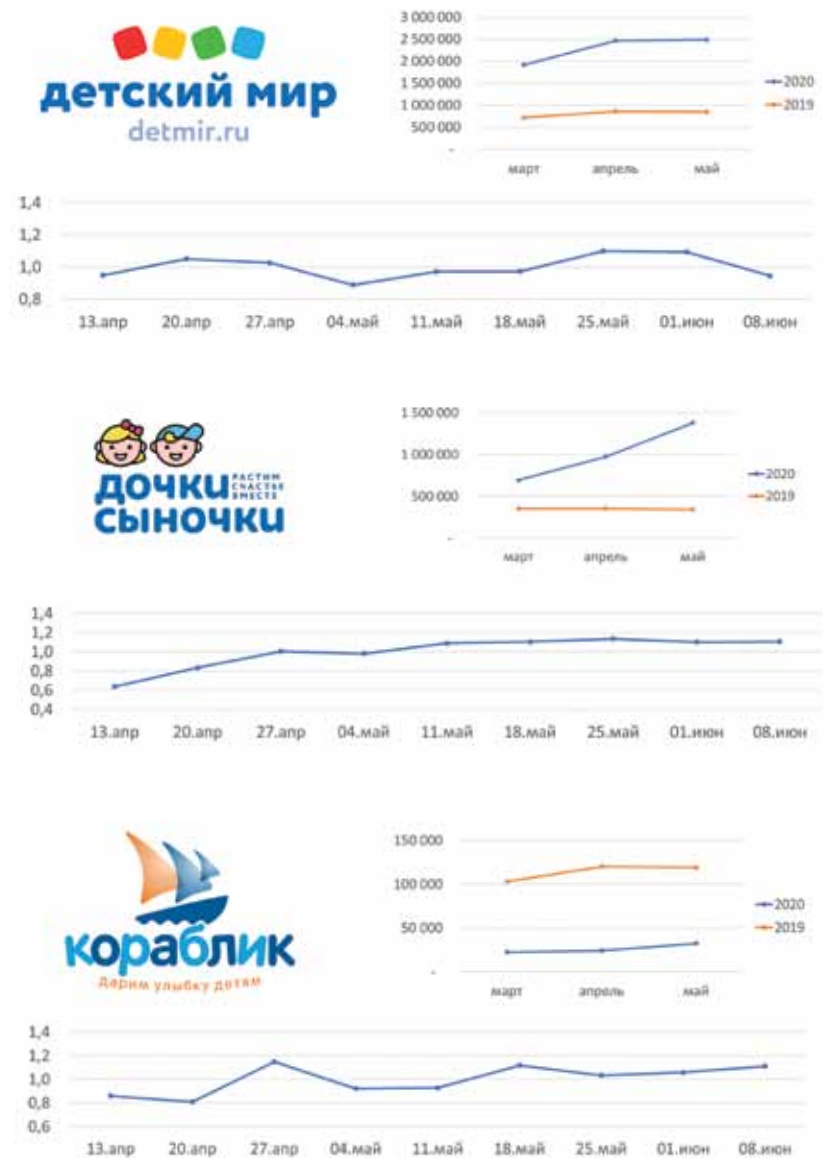 детский мир
detmir.ru
3 000 000
2 500 000
2 000 000
1 500 000
1 000 000
500 000
-
март апрель май
2020
2019
1,4
1,2
1,0
0,8
13.апр 20.апр 27.апр 04.май 11.май 18.май 25.май 01.июн 08.июн
дочки
сыночки
РАСТИМ
СЧАСТЬЕ
ВМЕСТЕ
1 500 000
1 000 000
500 000
-
март апрель май
2020
2019
1,4
1,2
1,0
0,8
0,6
0,4
13.апр 20.апр 27.апр 04.май 11.май 18.май 25.май 01.июн 08.июн
кораблик
дарим улыбку детям
150 000
100 000
50 000
-
март апрель май
2020
2019
1,4
1,2
1,0
0,8
0,6
13.апр 20.апр 27.апр 04.май 11.май 18.май 25.май 01.июн 08.июн